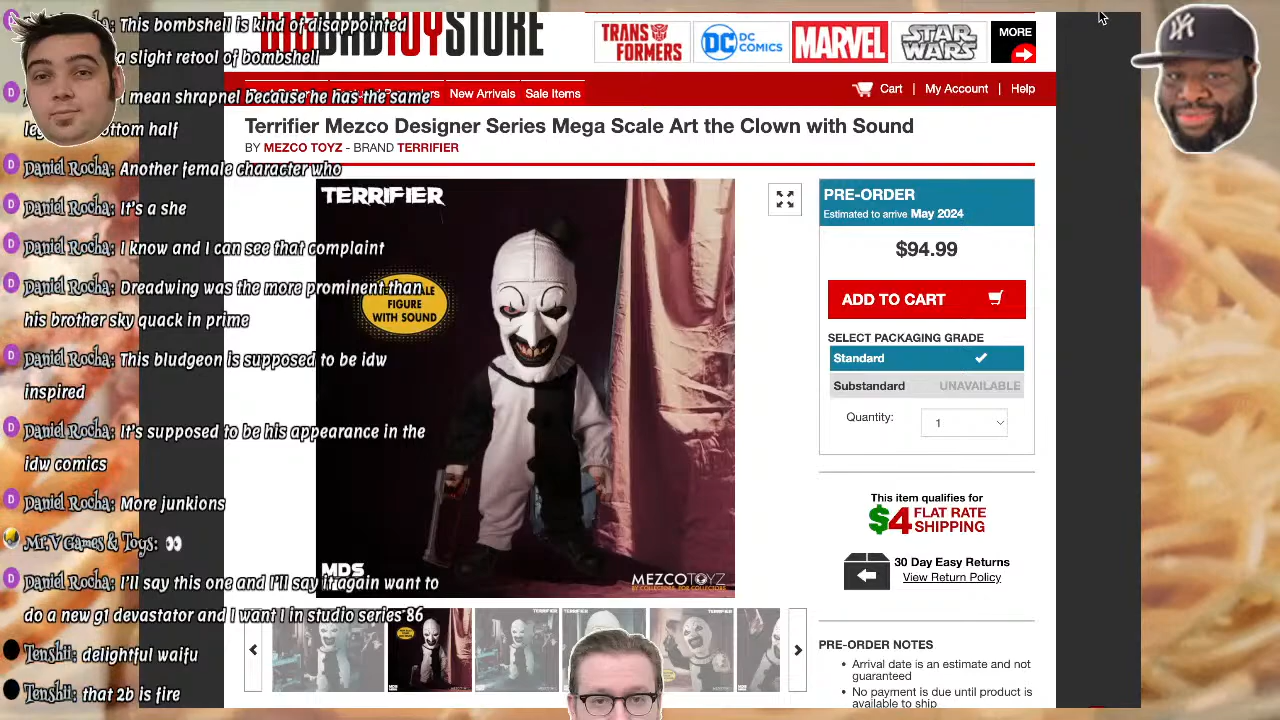 This bombshell is kind of disappointed
a slight retool of bombshell
I mean shrapnel because he has the same
bottom half
Daniel Rocha: Another female character who
Daniel Rocha: It's a she
Daniel Rocha: I know and I can see that complaint
Daniel Rocha: Dreadwing was the more prominent than
his brother sky quack in prime
Daniel Rocha: This bludgeon is supposed to be idw
inspired
Daniel Rocha: It's supposed to be his appearance in the
idw comics
Daniel Rocha: More junkions
Mr.V Games & Toys: 👀
Daniel Rocha: I'll say this one and I'll say it again want to
do a new g1 devastator and I want I in studio series 86
Tenshii: delightful waifu
Tenshii: that 2b is fire
BIGBADTOYSTORE
TRANSFORMERS
DC COMICS
MARVEL
STAR WARS
MORE
New Arrivals
Sale Items
Cart | My Account | Help
Terrifier Mezco Designer Series Mega Scale Art the Clown with Sound
BY MEZCO TOYZ - BRAND TERRIFIER
TERRIFIER
FIGURE
WITH SOUND
MDS
MEZCO TOYZ
BY COLLECTORS, FOR COLLECTORS
PRE-ORDER
Estimated to arrive May 2024
$94.99
ADD TO CART
SELECT PACKAGING GRADE
Standard
Substandard UNAVAILABLE
Quantity: 1
This item qualifies for
$4 FLAT RATE
SHIPPING
30 Day Easy Returns
View Return Policy
PRE-ORDER NOTES
• Arrival date is an estimate and not
guaranteed
• No payment is due until product is
available to ship